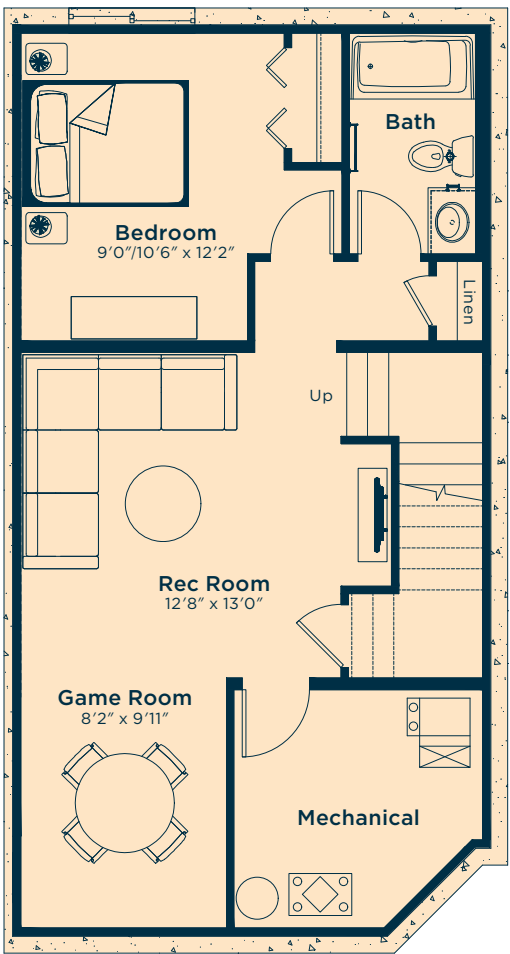 Bath
Bedroom
9′0″/10′6″ x 12′2″
Linen
Up
Rec Room
12′8″ x 13′0″
Game Room
8′2″ x 9′11″
Mechanical